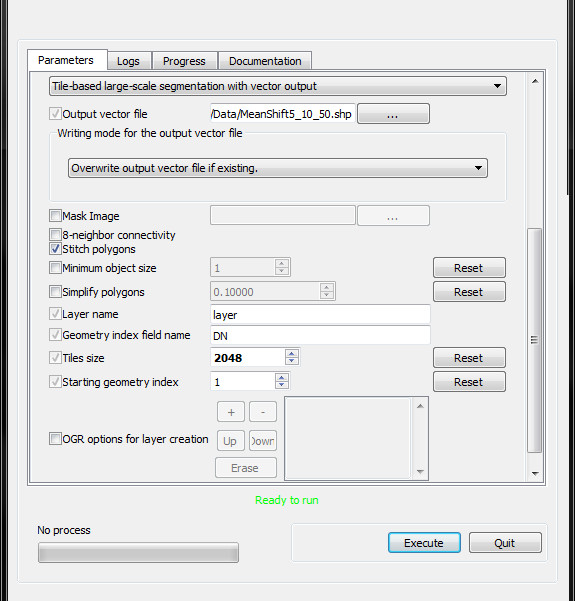 Parameters Logs Progress Documentation
Tile-based large-scale segmentation with vector output
Output vector file /Data/MeanShift5_10_50.shp ...
Writing mode for the output vector file
Overwrite output vector file if existing.
Mask Image ...
8-neighbor connectivity
Stitch polygons
Minimum object size 1 Reset
Simplify polygons 0.10000 Reset
Layer name layer
Geometry index field name DN
Tiles size 2048 Reset
Starting geometry index 1 Reset
+ -
OGR options for layer creation Up Down
Erase
Ready to run
No process
Execute Quit